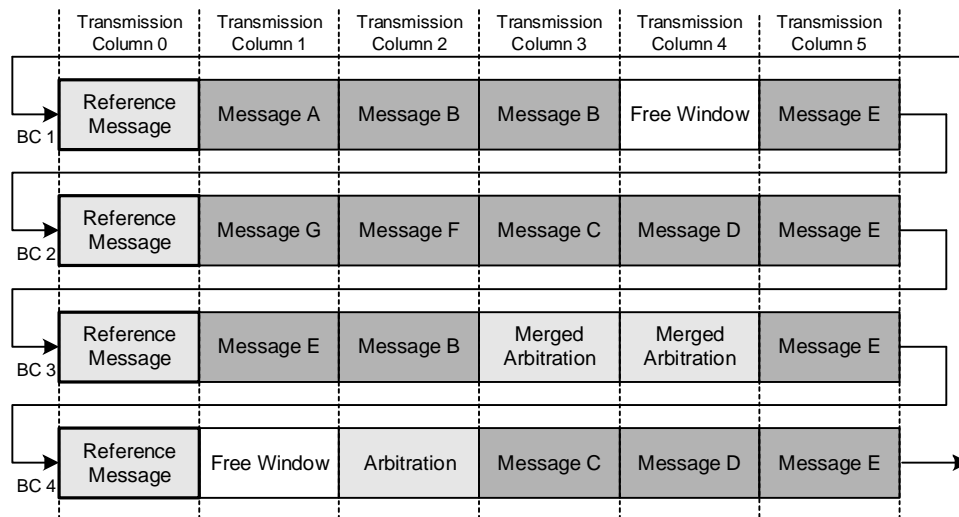 Transmission Column 0
Transmission Column 1
Transmission Column 2
Transmission Column 3
Transmission Column 4
Transmission Column 5
BC 1
Reference Message
Message A
Message B
Message B
Free Window
Message E
BC 2
Reference Message
Message G
Message F
Message C
Message D
Message E
BC 3
Reference Message
Message E
Message B
Merged Arbitration
Merged Arbitration
Message E
BC 4
Reference Message
Free Window
Arbitration
Message C
Message D
Message E